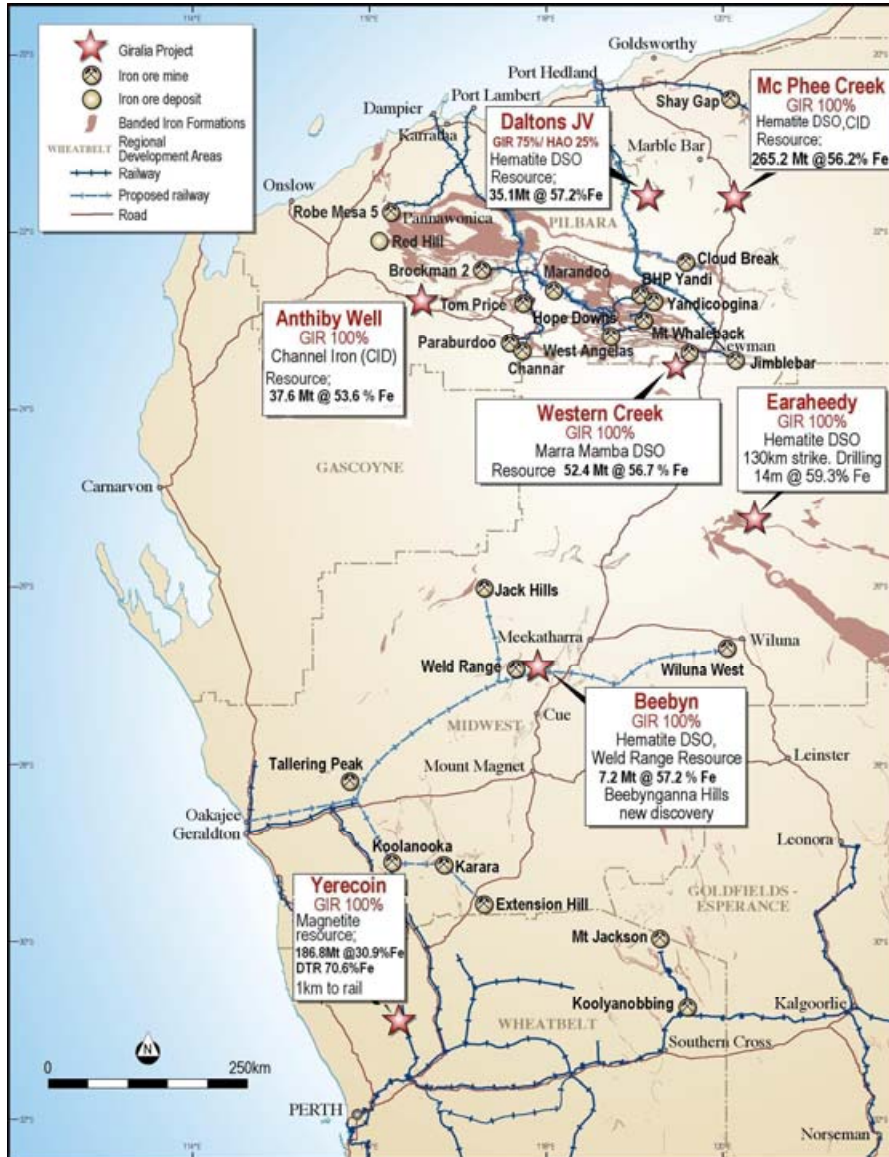 Giralia Project
Iron ore mine
Iron ore deposit
Banded Iron Formations
WHEATBELT
Regional
Development Areas
Railway
Proposed railway
Road
Goldsworthy
Port Hedland
Port Lambert
Dampier
Karratha
Shay Gap
Marble Bar
Onslow
Mc Phee Creek
GIR 100%
Hematite DSO,CID
Resource;
265.2 Mt @56.2% Fe
Daltons JV
GIR 75%/ HAO 25%
Hematite DSO
Resource;
35.1Mt @ 57.2%Fe
Robe Mesa 5
Pannawonica
PILBARA
Red Hill
Brockman 2
Marandoo
Cloud Break
BHP Yandi
Tom Price
Yandicoogina
Hope Downs
Mt Whaleback
Paraburdoo
West Angelas
Newman
Channar
Jimblebar
Anthiby Well
GIR 100%
Channel Iron (CID)
Resource;
37.6 Mt @ 53.6 % Fe
Western Creek
GIR 100%
Marra Mamba DSO
Resource 52.4 Mt @ 56.7 % Fe
Earaheedy
GIR 100%
Hematite DSO
130km strike. Drilling
14m @ 59.3% Fe
GASCOYNE
Carnarvon
Jack Hills
Meekatharra
Wiluna
Weld Range
Wiluna West
MIDWEST
Cue
Beebyn
GIR 100%
Hematite DSO,
Weld Range Resource
7.2 Mt @ 57.2 % Fe
Beebynganna Hills
new discovery
Tallering Peak
Mount Magnet
Leinster
Oakajee
Geraldton
Koolanooka
Karara
Leonora
Extension Hill
GOLDFIELDS -
ESPERANCE
Yerecoin
GIR 100%
Magnetite
resource;
186.8Mt @30.9%Fe
DTR 70.6%Fe
1km to rail
Mt Jackson
Koolyanobbing
Kalgoorlie
WHEATBELT
Southern Cross
N
0
250km
PERTH
Norseman